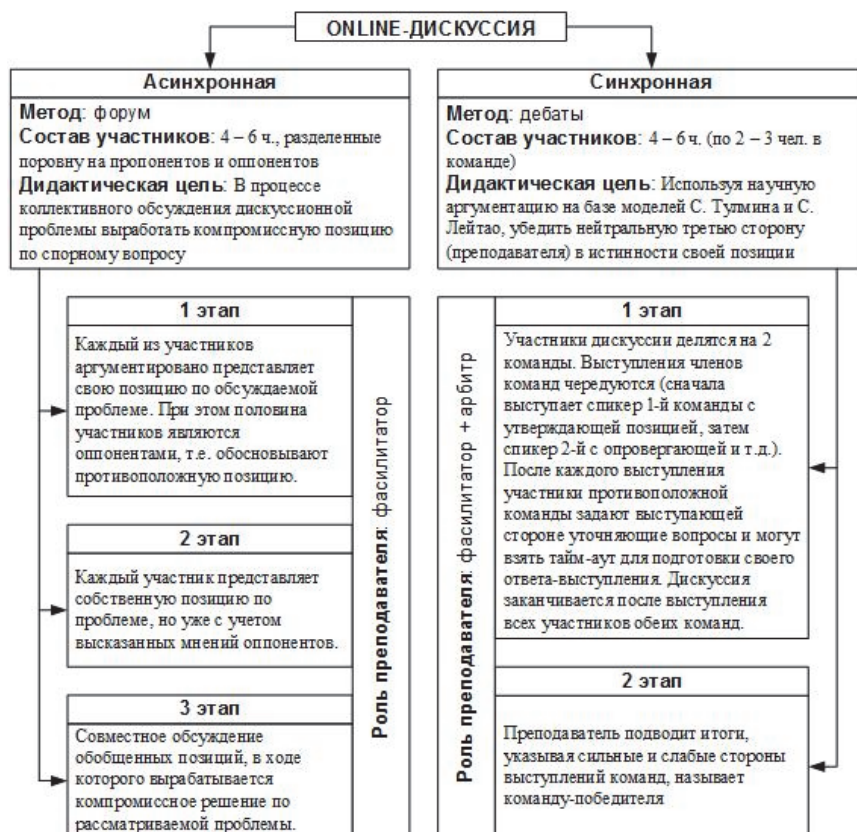 ONLINE-ДИСКУССИЯ
Асинхронная
Метод: форум
Состав участников: 4 – 6 ч., разделенные
поровну на пропонентов и оппонентов
Дидактическая цель: В процессе
коллективного обсуждения дискуссионной
проблемы выработать компромиссную позицию
по спорному вопросу
1 этап
Каждый из участников
аргументировано представляет
свою позицию по обсуждаемой
проблеме. При этом половина
участников являются
оппонентами, т.е. обосновывают
противоположную позицию.
2 этап
Каждый участник представляет
собственную позицию по
проблеме, но уже с учетом
высказанных мнений оппонентов.
3 этап
Совместное обсуждение
обобщенных позиций, в ходе
которого вырабатывается
компромиссное решение по
рассматриваемой проблемы.
Роль преподавателя: фасилитатор
Синхронная
Метод: дебаты
Состав участников: 4 – 6 ч. (по 2 – 3 чел. в
команде)
Дидактическая цель: Используя научную
аргументацию на базе моделей С. Тулмина и С.
Лейтао, убедить нейтральную третью сторону
(преподавателя) в истинности своей позиции
Роль преподавателя: фасилитатор + арбитр
1 этап
Участники дискуссии делятся на 2
команды. Выступления членов
команд чередуются (сначала
выступает спикер 1-й команды с
утверждающей позицией, затем
спикер 2-й с опровергающей и т.д.).
После каждого выступления
участники противоположной
команды задают выступающей
стороне уточняющие вопросы и могут
взять тайм-аут для подготовки своего
ответа-выступления. Дискуссия
заканчивается после выступления
всех участников обеих команд.
2 этап
Преподаватель подводит итоги,
указывая сильные и слабые стороны
выступлений команд, называет
команду-победителя